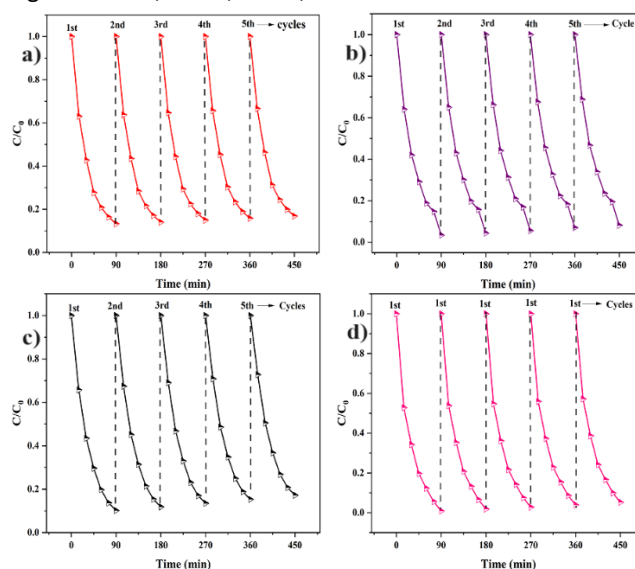 a)
1st 2nd 3rd 4th 5th → cycles
1.0
0.8
0.6
0.4
0.2
0.0
C/C₀
0 90 180 270 360 450
Time (min)
b)
1st 2nd 3rd 4th 5th → Cycle
1.0
0.8
0.6
0.4
0.2
0.0
C/C₀
0 90 180 270 360 450
Time (min)
c)
1st 2nd 3rd 4th 5th → Cycles
1.0
0.8
0.6
0.4
0.2
0.0
C/C₀
0 90 180 270 360 450
Time (min)
d)
1st 1st 1st 1st 1st → Cycles
1.0
0.8
0.6
0.4
0.2
0.0
C/C₀
0 90 180 270 360 450
Time (min)